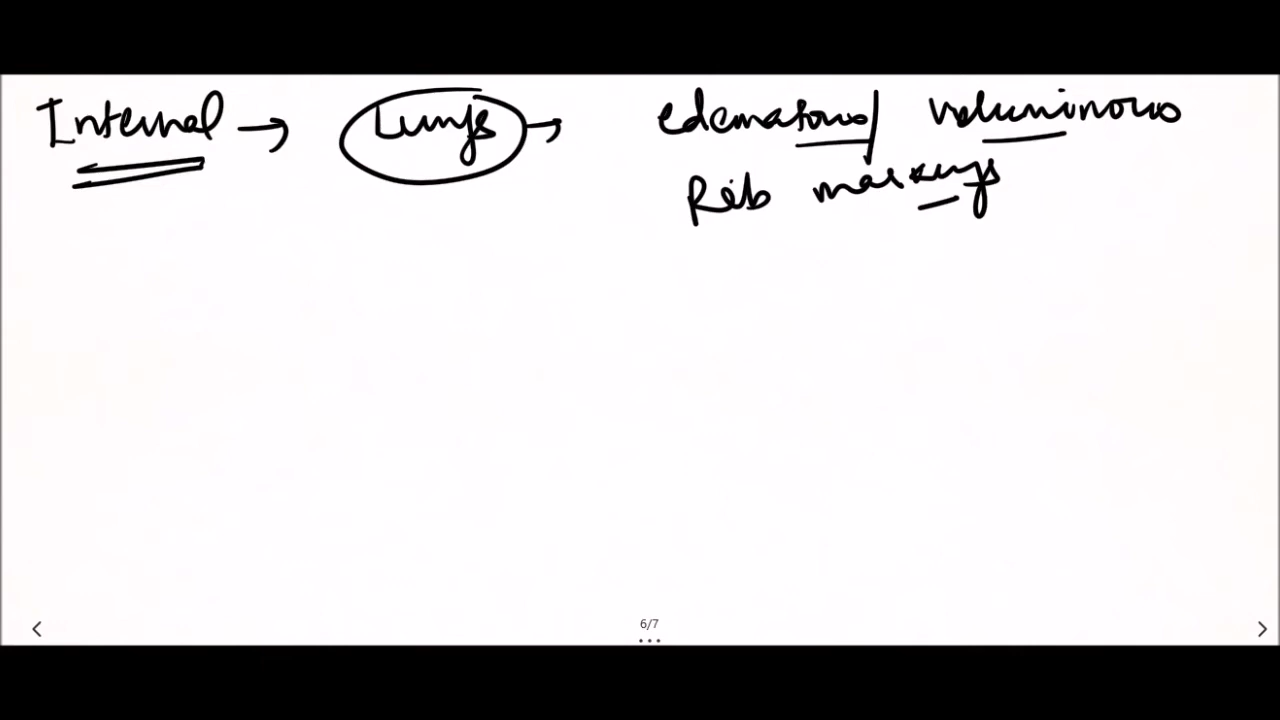 Internal → Lungs → edematous/ voluminous
Rib markings
6/7